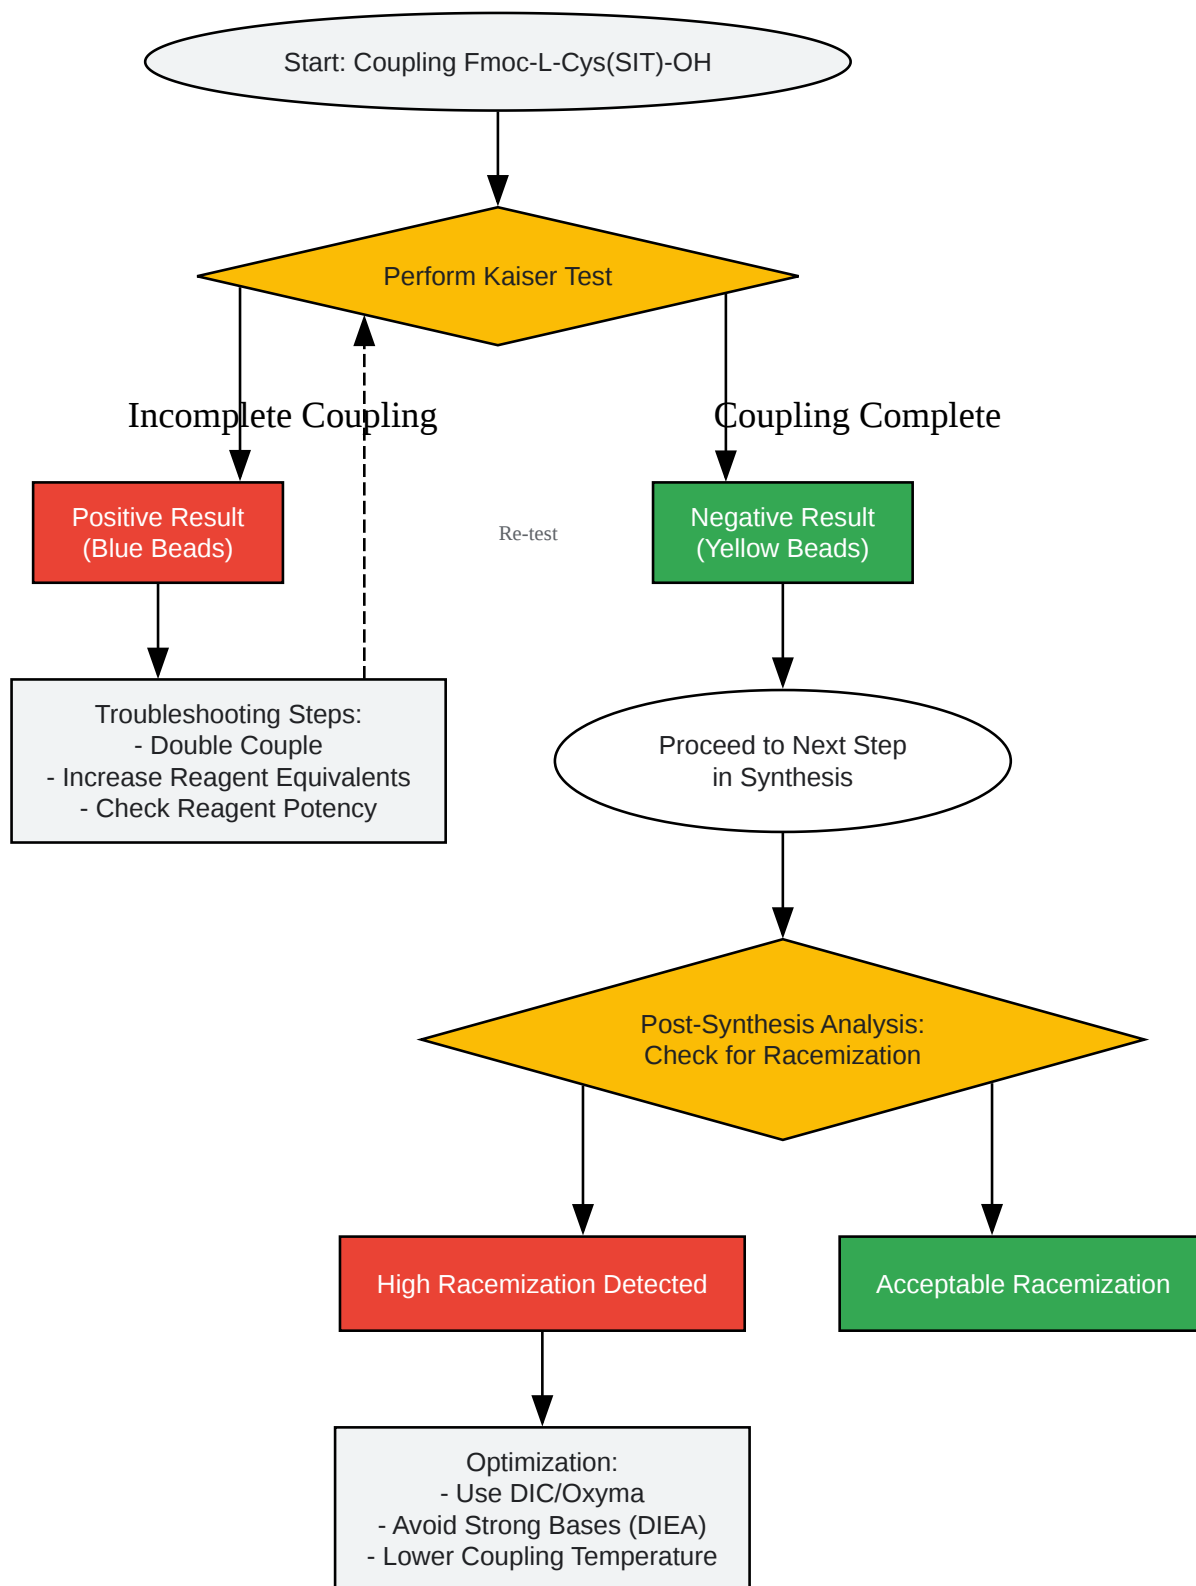 Start: Coupling Fmoc-L-Cys(SIT)-OH
Perform Kaiser Test
Incomplete Coupling
Coupling Complete
Positive Result
(Blue Beads)
Re-test
Negative Result
(Yellow Beads)
Troubleshooting Steps:
- Double Couple
- Increase Reagent Equivalents
- Check Reagent Potency
Proceed to Next Step
in Synthesis
Post-Synthesis Analysis:
Check for Racemization
High Racemization Detected
Acceptable Racemization
Optimization:
- Use DIC/Oxyma
- Avoid Strong Bases (DIEA)
- Lower Coupling Temperature